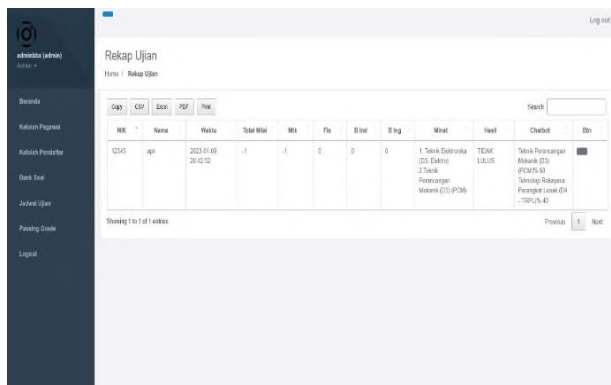 Log out
adminbita (admin)
Admin
Rekap Ujian
Home / Rekap Ujian
Beranda
Kelolah Pegawai
Kelolah Pendaftar
Bank Soal
Jadwal Ujian
Passing Grade
Logout
Copy CSV Excel PDF Print
Search
NIK Nama Waktu Total Nilai Mtk Fis B Ind B Ing Minat Hasil Chatbot Btn
12345 apri 2023-01-03 1. Teknik Elektronika TIDAK Teknik Perancangan
20:42:52 -1 -1 0 0 0 (D3- Elektro) LULUS Mekanik (D3)
2.Teknik (PCM)% 60
Perancangan Teknologi Rekayasa
Mekanik (D3) (PCM) Perangkat Lunak (D4
- TRPL)% 40
Showing 1 to 1 of 1 entries
Previous 1 Next